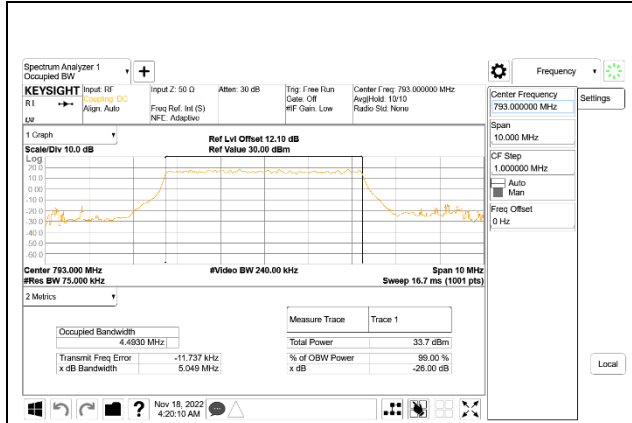 Spectrum Analyzer 1
Occupied BW
+
Frequency
KEYSIGHT
RL
Input: RF
Coupling: DC
Align: Auto
Input Z: 50 Ω
Freq Ref: Int (S)
NFE: Adaptive
Atten: 30 dB
Trig: Free Run
Gate: Off
#IF Gain: Low
Center Freq: 793.000000 MHz
Avg|Hold: 10/10
Radio Std: None
Center Frequency
793.000000 MHz
Settings
Span
10.000 MHz
CF Step
1.000000 MHz
Auto
Man
Freq Offset
0 Hz
1 Graph
Scale/Div 10.0 dB
Ref Lvl Offset 12.10 dB
Ref Value 30.00 dBm
Log
20.0
10.0
0.00
-10.0
-20.0
-30.0
-40.0
-50.0
-60.0
Center 793.000 MHz
#Res BW 75.000 kHz
#Video BW 240.00 kHz
Span 10 MHz
Sweep 16.7 ms (1001 pts)
2 Metrics
Occupied Bandwidth
4.4930 MHz
Transmit Freq Error -11.737 kHz
x dB Bandwidth 5.049 MHz
Measure Trace Trace 1
Total Power 33.7 dBm
% of OBW Power 99.00 %
x dB -26.00 dB
Local
?
Nov 18, 2022
4:20:10 AM